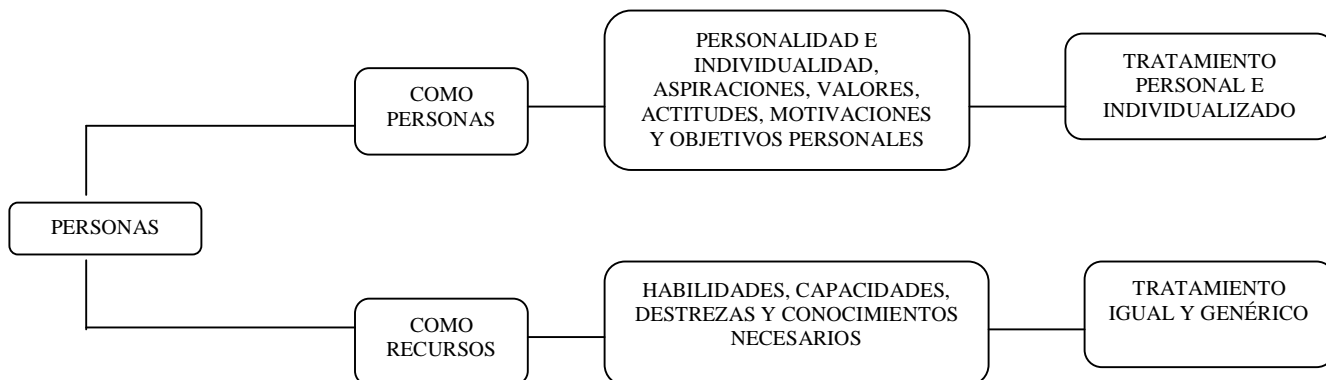 PERSONALIDAD E
INDIVIDUALIDAD,
ASPIRACIONES, VALORES,
ACTITUDES, MOTIVACIONES
Y OBJETIVOS PERSONALES
TRATAMIENTO
PERSONAL E
INDIVIDUALIZADO
COMO
PERSONAS
PERSONAS
HABILIDADES, CAPACIDADES,
DESTREZAS Y CONOCIMIENTOS
NECESARIOS
TRATAMIENTO
IGUAL Y GENÉRICO
COMO
RECURSOS